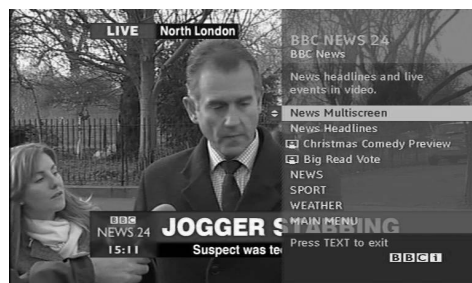 LIVE
North London
BBC NEWS 24
BBC News
News headlines and live
events in video.
News Multiscreen
News Headlines
Christmas Comedy Preview
Big Read Vote
NEWS
SPORT
WEATHER
MAIN MENU
Press TEXT to exit
BBCi
BBC
NEWS 24
15:11
JOGGER STABBING
Suspect was tee